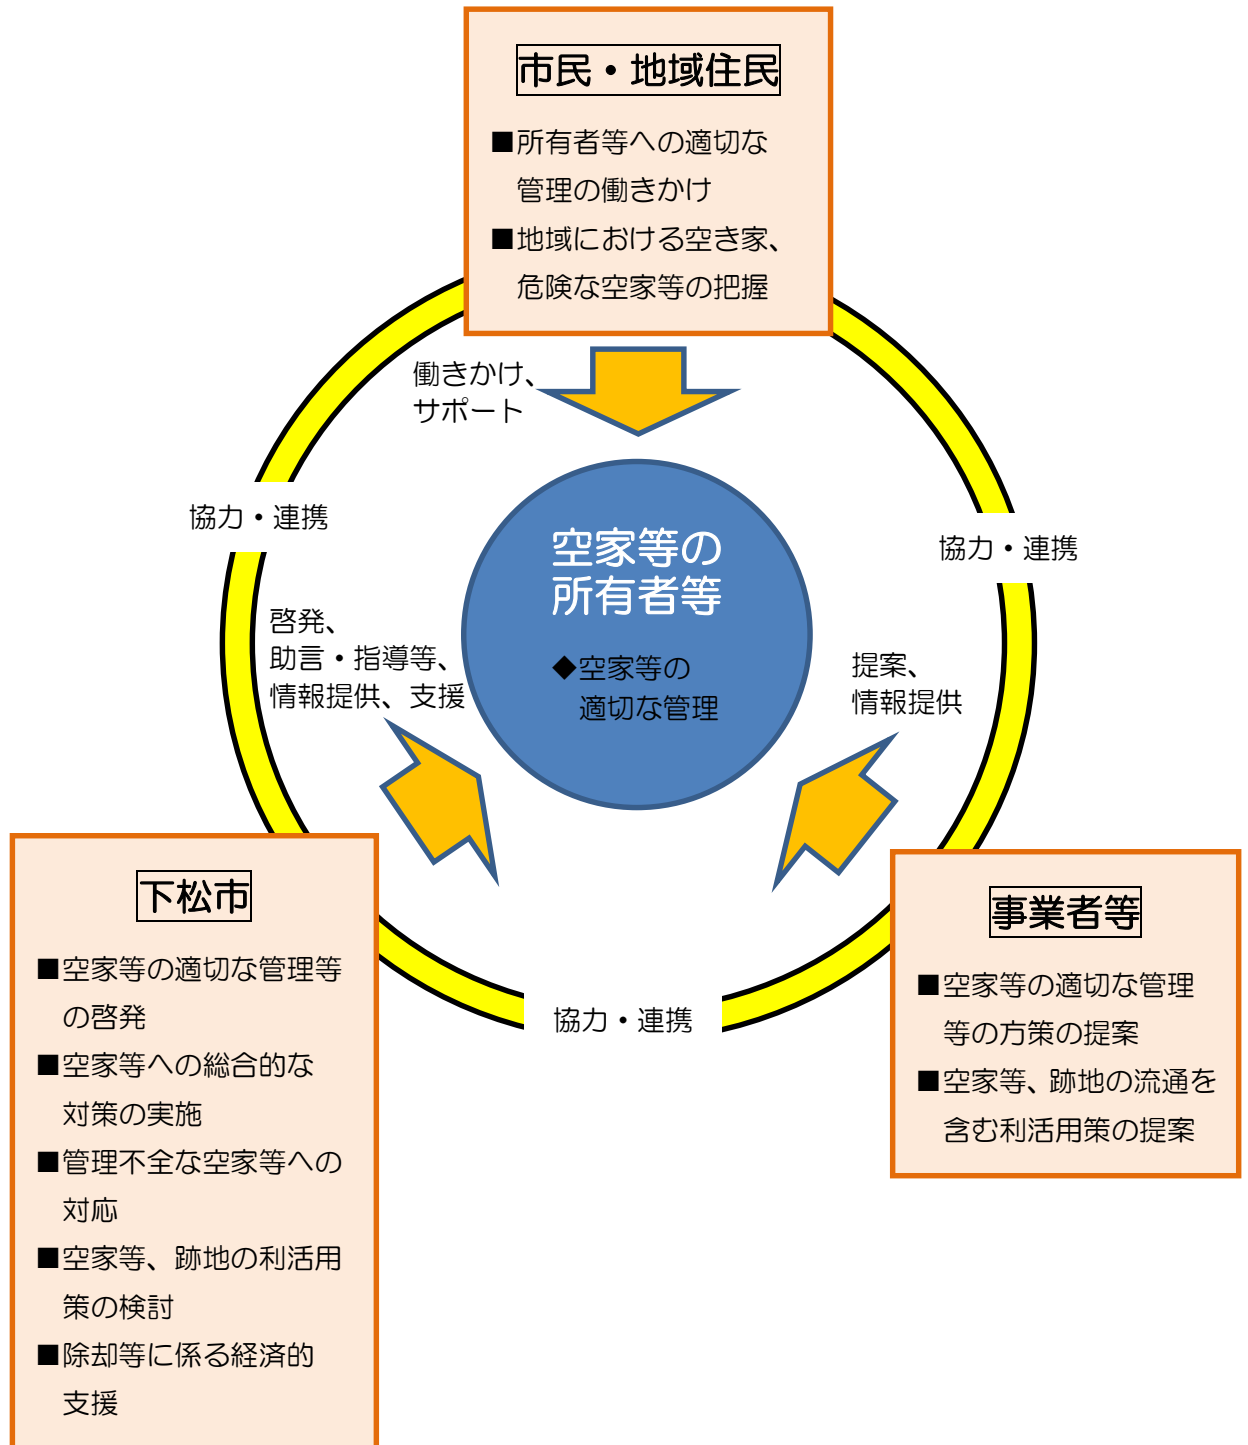 市民・地域住民
■所有者等への適切な
管理の働きかけ
■地域における空き家、
危険な空家等の把握
働きかけ、
サポート
協力・連携
協力・連携
空家等の
所有者等
◆空家等の
適切な管理
啓発、
助言・指導等、
情報提供、支援
提案、
情報提供
下松市
■空家等の適切な管理等
の啓発
■空家等への総合的な
対策の実施
■管理不全な空家等への
対応
■空家等、跡地の利活用
策の検討
■除却等に係る経済的
支援
協力・連携
事業者等
■空家等の適切な管理
等の方策の提案
■空家等、跡地の流通を
含む利活用策の提案